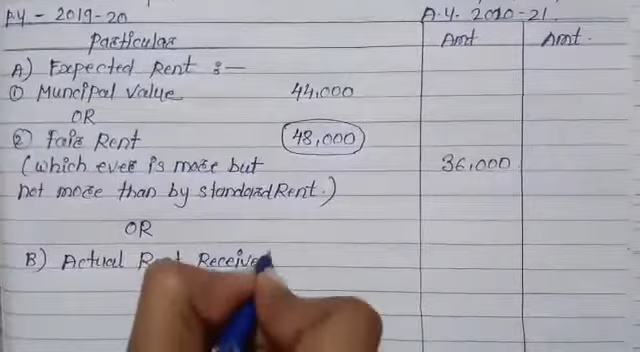 P.Y - 2019-20 A.Y. 2020-21.
Particular Amt Amt.
A) Expected Rent :-
① Muncipal Value 44,000
OR
② Fair Rent 48,000
(which ever is more but 36,000
not more than by standard Rent.)
OR
B) Actual Rent Receive